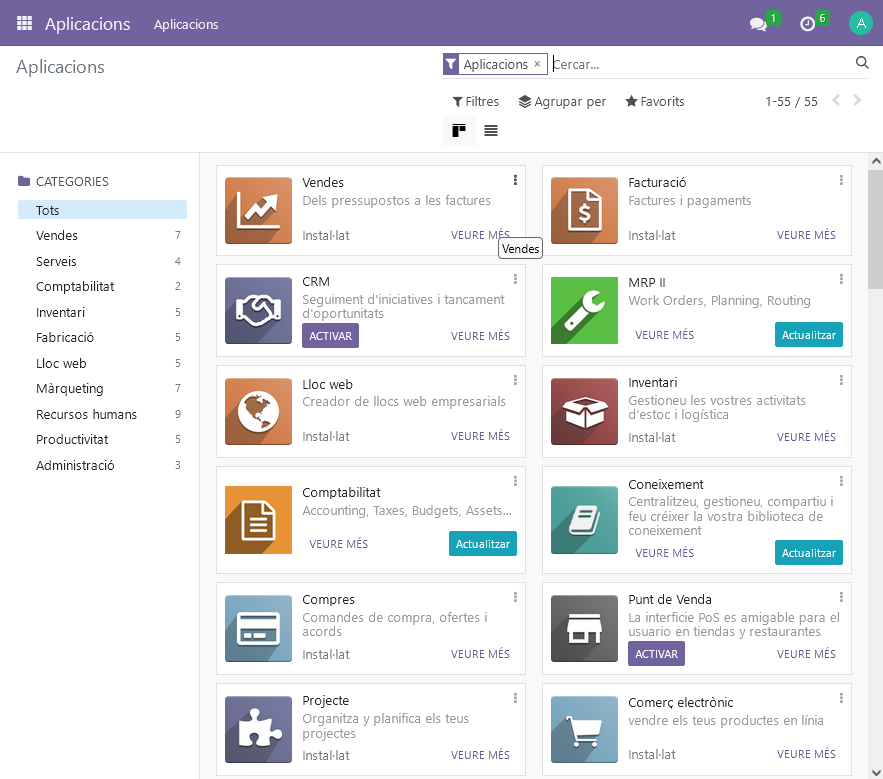 Aplicacions
Aplicacions
1
6
A
Aplicacions
Aplicacions ×
Cercar...
Filtres
Agrupar per
Favorits
1-55 / 55
CATEGORIES
Tots
Vendes 7
Serveis 4
Comptabilitat 2
Inventari 5
Fabricació 5
Lloc web 5
Màrqueting 7
Recursos humans 9
Productivitat 5
Administració 3
Vendes
Dels pressupostos a les factures
Instal·lat
VEURE MÉS
Vendes
Facturació
Factures i pagaments
Instal·lat
VEURE MÉS
CRM
Seguiment d'iniciatives i tancament
d'oportunitats
ACTIVAR
VEURE MÉS
MRP II
Work Orders, Planning, Routing
VEURE MÉS
Actualitzar
Lloc web
Creador de llocs web empresarials
Instal·lat
VEURE MÉS
Inventari
Gestioneu les vostres activitats
d'estoc i logística
Instal·lat
VEURE MÉS
Comptabilitat
Accounting, Taxes, Budgets, Assets...
VEURE MÉS
Actualitzar
Coneixement
Centralitzeu, gestioneu, compartiu i
feu créixer la vostra biblioteca de
coneixement
VEURE MÉS
Actualitzar
Compres
Comandes de compra, ofertes i
acords
Instal·lat
VEURE MÉS
Punt de Venda
La interficie PoS es amigable para el
usuario en tiendas y restaurantes
ACTIVAR
VEURE MÉS
Projecte
Organitza y planifica els teus
projectes
Instal·lat
VEURE MÉS
Comerç electrònic
vendre els teus productes en línia
Instal·lat
VEURE MÉS